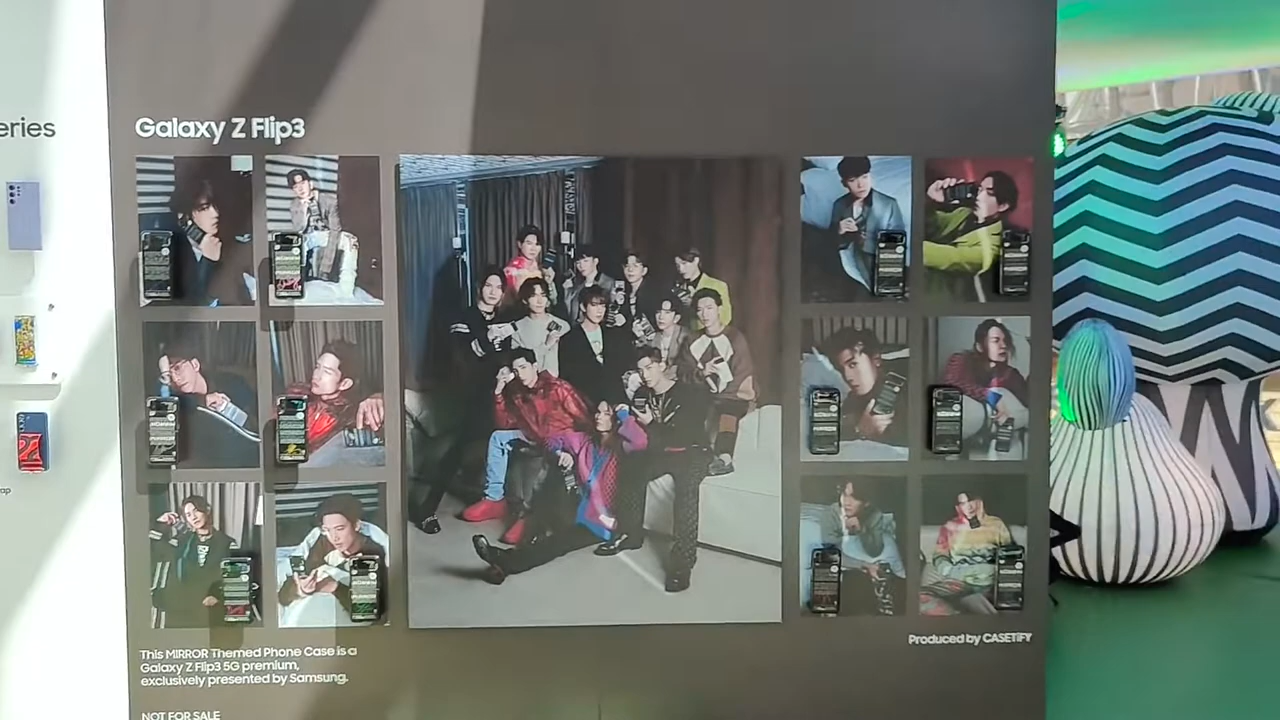 eries
Galaxy Z Flip3
This MIRROR Themed Phone Case is a
Galaxy Z Flip3 5G premium,
exclusively presented by Samsung.
NOT FOR SALE
Produced by CASETiFY